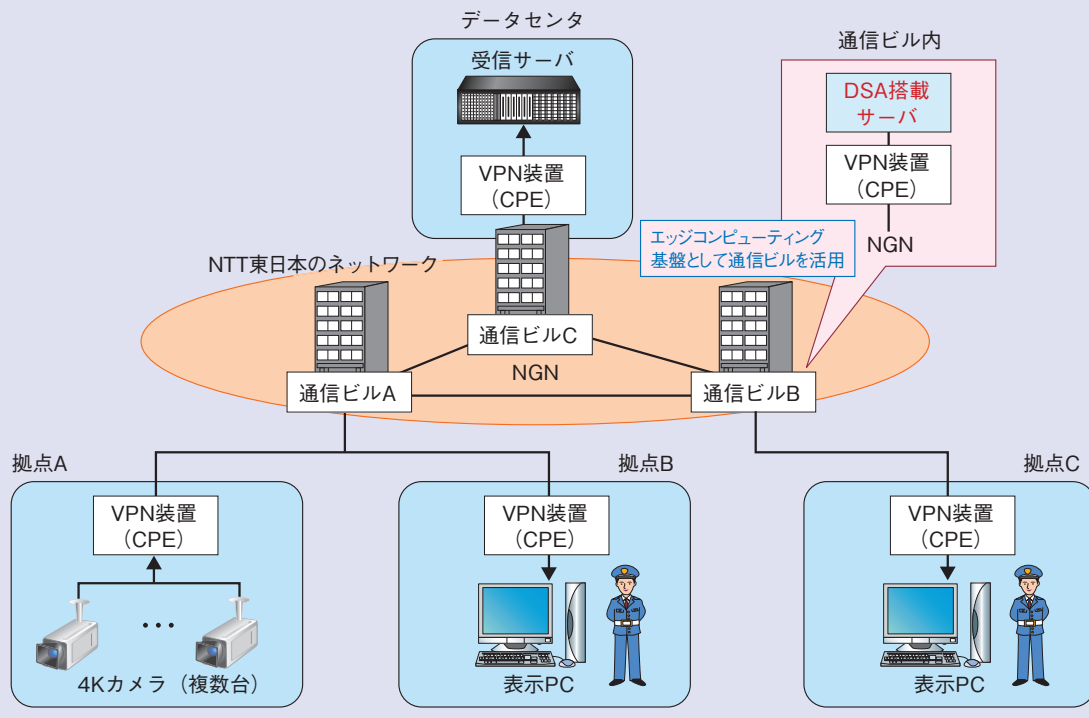 データセンタ
受信サーバ
VPN装置
（CPE）
通信ビル内
DSA搭載
サーバ
VPN装置
（CPE）
NGN
エッジコンピューティング
基盤として通信ビルを活用
NTT東日本のネットワーク
通信ビルC
NGN
通信ビルA
通信ビルB
拠点A
VPN装置
（CPE）
…
4Kカメラ（複数台）
拠点B
VPN装置
（CPE）
表示PC
拠点C
VPN装置
（CPE）
表示PC